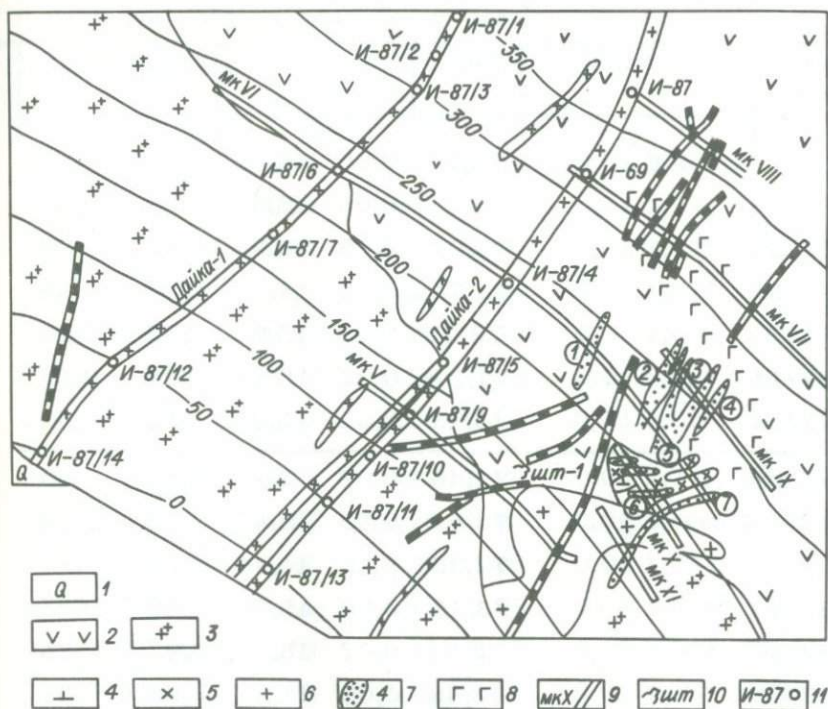 И-87/1
И-87/2
И-87/3
350
И-87
300
МК VI
МК VIII
И-87/6
И-69
250
И-87/7
200
И-87/4
Дайка-1
Дайка-2
МК VII
150
1
И-87/5
2
3
И-87/12
100
МК V
4
И-87/9
50
5
МК IX
И-87/14
И-87/10
шт-1
Q
0
И-87/11
6
7
И-87/13
МК X
МК XI
Q 1
2
3
4
5
6
4 7
8
МК X 9
шт 10
И-87 11